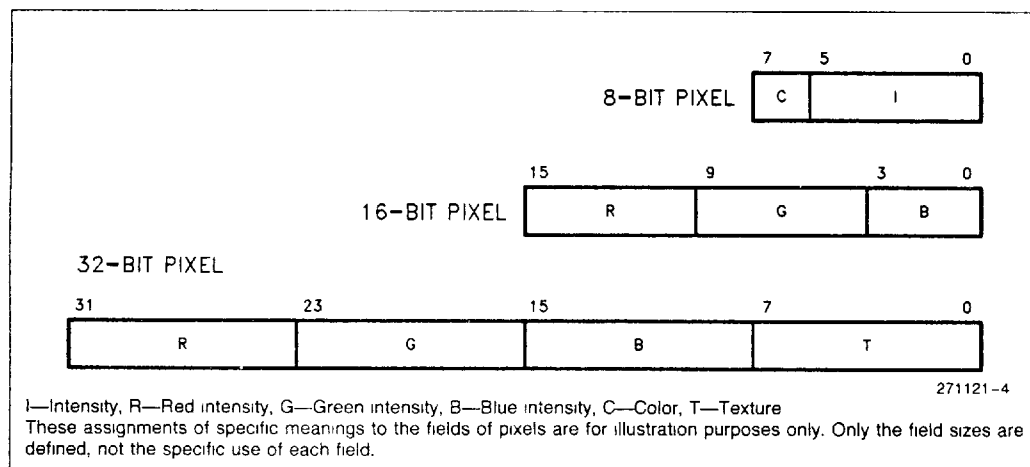 7 5 0
8-BIT PIXEL C I
15 9 3 0
16-BIT PIXEL R G B
32-BIT PIXEL
31 23 15 7 0
R G B T
271121-4
I—Intensity, R—Red intensity, G—Green intensity, B—Blue intensity, C—Color, T—Texture
These assignments of specific meanings to the fields of pixels are for illustration purposes only. Only the field sizes are
defined, not the specific use of each field.